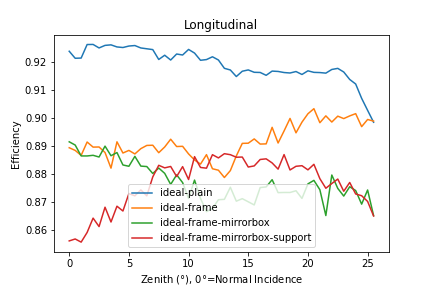 Longitudinal
0.92
0.91
0.90
0.89
0.88
0.87
0.86
Efficiency
ideal-plain
ideal-frame
ideal-frame-mirrorbox
ideal-frame-mirrorbox-support
0 5 10 15 20 25
Zenith (°), 0°=Normal Incidence